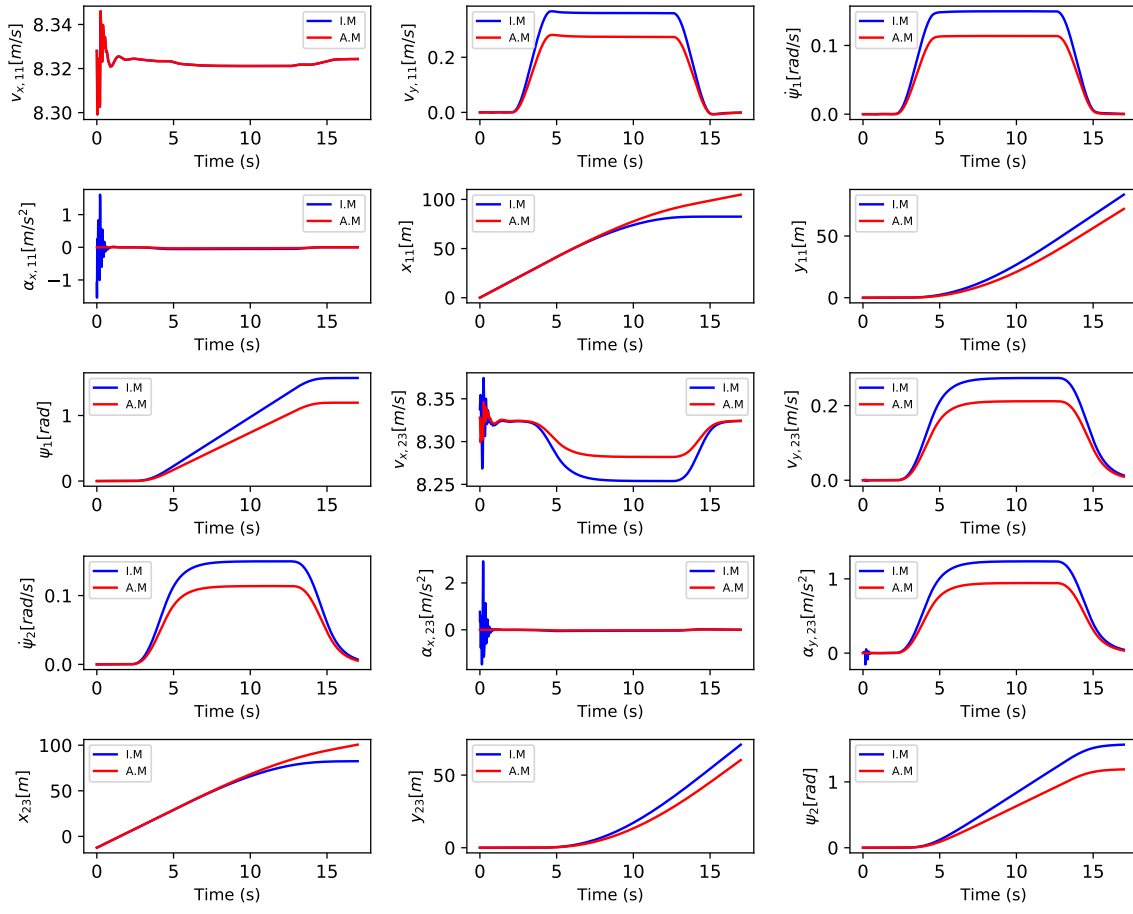 8.34
8.32
8.30
v_{x,11}[m/s]
I.M
A.M
0 5 10 15
Time (s)
0.2
0.0
v_{y,11}[m/s]
I.M
A.M
0 5 10 15
Time (s)
0.1
0.0
ψ̇_1[rad/s]
I.M
A.M
0 5 10 15
Time (s)
1
0
−1
α_{x,11}[m/s²]
I.M
A.M
0 5 10 15
Time (s)
100
50
0
x_{11}[m]
I.M
A.M
0 5 10 15
Time (s)
50
0
y_{11}[m]
I.M
A.M
0 5 10 15
Time (s)
1
0
ψ_1[rad]
I.M
A.M
0 5 10 15
Time (s)
8.35
8.30
8.25
v_{x,23}[m/s]
I.M
A.M
0 5 10 15
Time (s)
0.2
0.0
v_{y,23}[m/s]
I.M
A.M
0 5 10 15
Time (s)
0.1
0.0
ψ̇_2[rad/s]
I.M
A.M
0 5 10 15
Time (s)
2
0
α_{x,23}[m/s²]
I.M
A.M
0 5 10 15
Time (s)
1
0
α_{y,23}[m/s²]
I.M
A.M
0 5 10 15
Time (s)
100
50
0
x_{23}[m]
I.M
A.M
0 5 10 15
Time (s)
50
0
y_{23}[m]
I.M
A.M
0 5 10 15
Time (s)
1
0
ψ_2[rad]
I.M
A.M
0 5 10 15
Time (s)